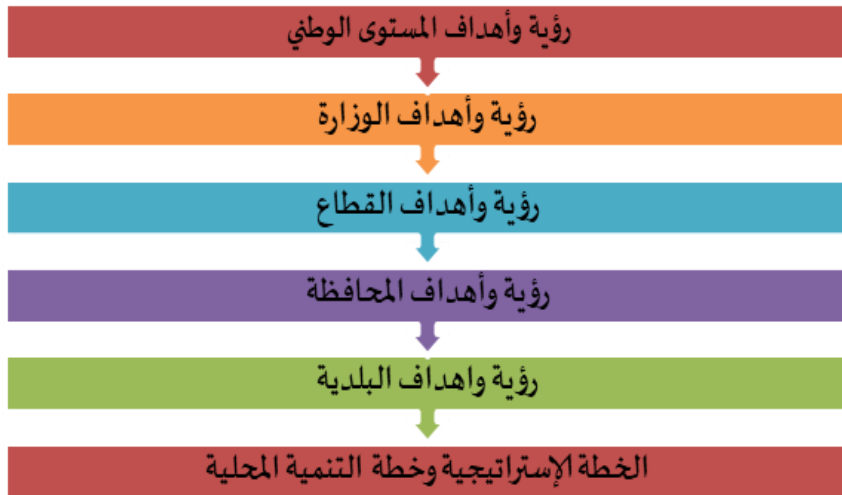 رؤية وأهداف المستوى الوطني
رؤية وأهداف الوزارة
رؤية وأهداف القطاع
رؤية وأهداف المحافظة
رؤية واهداف البلدية
الخطة الإستراتيجية وخطة التنمية المحلية